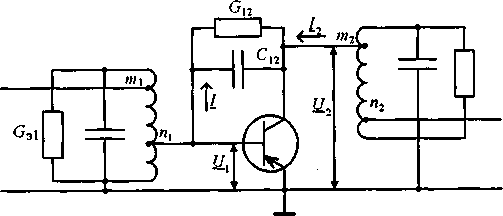 G₁₂
I₂
m₂
C₁₂
m₁
I
n₂
U₂
Gэ1
n₁
U₁